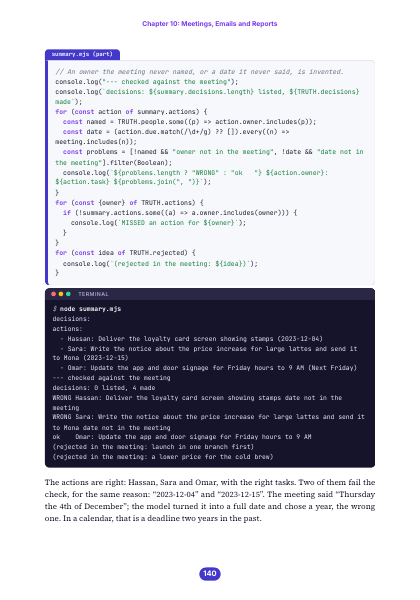 Chapter 10: Meetings, Emails and Reports
summary.mjs (part)
// An owner the meeting never named, or a date it never said, is invented.
console.log("--- checked against the meeting");
console.log(`decisions: ${summary.decisions.length} listed, ${TRUTH.decisions}
made`);
for (const action of summary.actions) {
  const named = TRUTH.people.some((p) => action.owner.includes(p));
  const date = (action.due.match(/\d+/g) ?? []).every((n) =>
meeting.includes(n));
  const problems = [!named && "owner not in the meeting", !date && "date not in
the meeting"].filter(Boolean);
  console.log(`${problems.length ? "WRONG" : "ok   "} ${action.owner}:
${action.task} ${problems.join(", ")}`);
}
for (const {owner} of TRUTH.actions) {
  if (!summary.actions.some((a) => a.owner.includes(owner))) {
    console.log(`MISSED an action for ${owner}`);
  }
}
for (const idea of TRUTH.rejected) {
  console.log(`(rejected in the meeting: ${idea})`);
}
TERMINAL
$ node summary.mjs
decisions:
actions:
  - Hassan: Deliver the loyalty card screen showing stamps (2023-12-04)
  - Sara: Write the notice about the price increase for large lattes and send it
to Mona (2023-12-15)
  - Omar: Update the app and door signage for Friday hours to 9 AM (Next Friday)
--- checked against the meeting
decisions: 0 listed, 4 made
WRONG Hassan: Deliver the loyalty card screen showing stamps date not in the
meeting
WRONG Sara: Write the notice about the price increase for large lattes and send it
to Mona date not in the meeting
ok    Omar: Update the app and door signage for Friday hours to 9 AM
(rejected in the meeting: launch in one branch first)
(rejected in the meeting: a lower price for the cold brew)
The actions are right: Hassan, Sara and Omar, with the right tasks. Two of them fail the
check, for the same reason: “2023-12-04” and “2023-12-15”. The meeting said “Thursday
the 4th of December”; the model turned it into a full date and chose a year, the wrong
one. In a calendar, that is a deadline two years in the past.
140